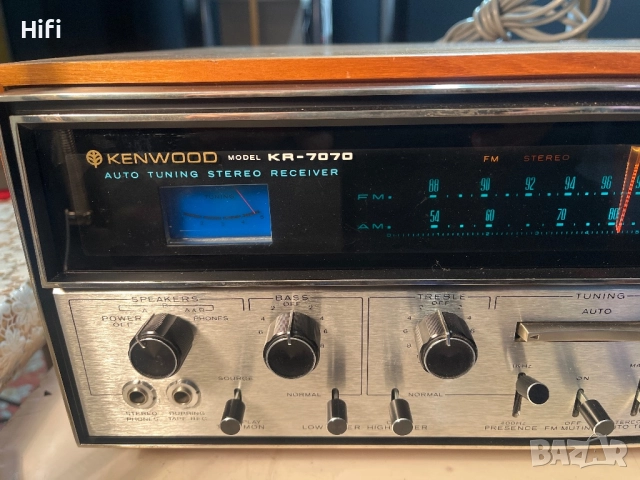 Hifi
KENWOOD MODEL KR-7070
AUTO TUNING STEREO RECEIVER
FM STEREO
FM 88 90 92 94 96
AM 54 60 70 80
SPEAKERS
BASS
TREBLE
TUNING
POWER OFF
A
A&B
PHONES
AUTO
SOURCE
NORMAL
NORMAL
STEREO PHONES
DUBBING TAPE REC
MON
LOW
HIGH
OFF
PRESENCE
FM MUTING
BAZAR